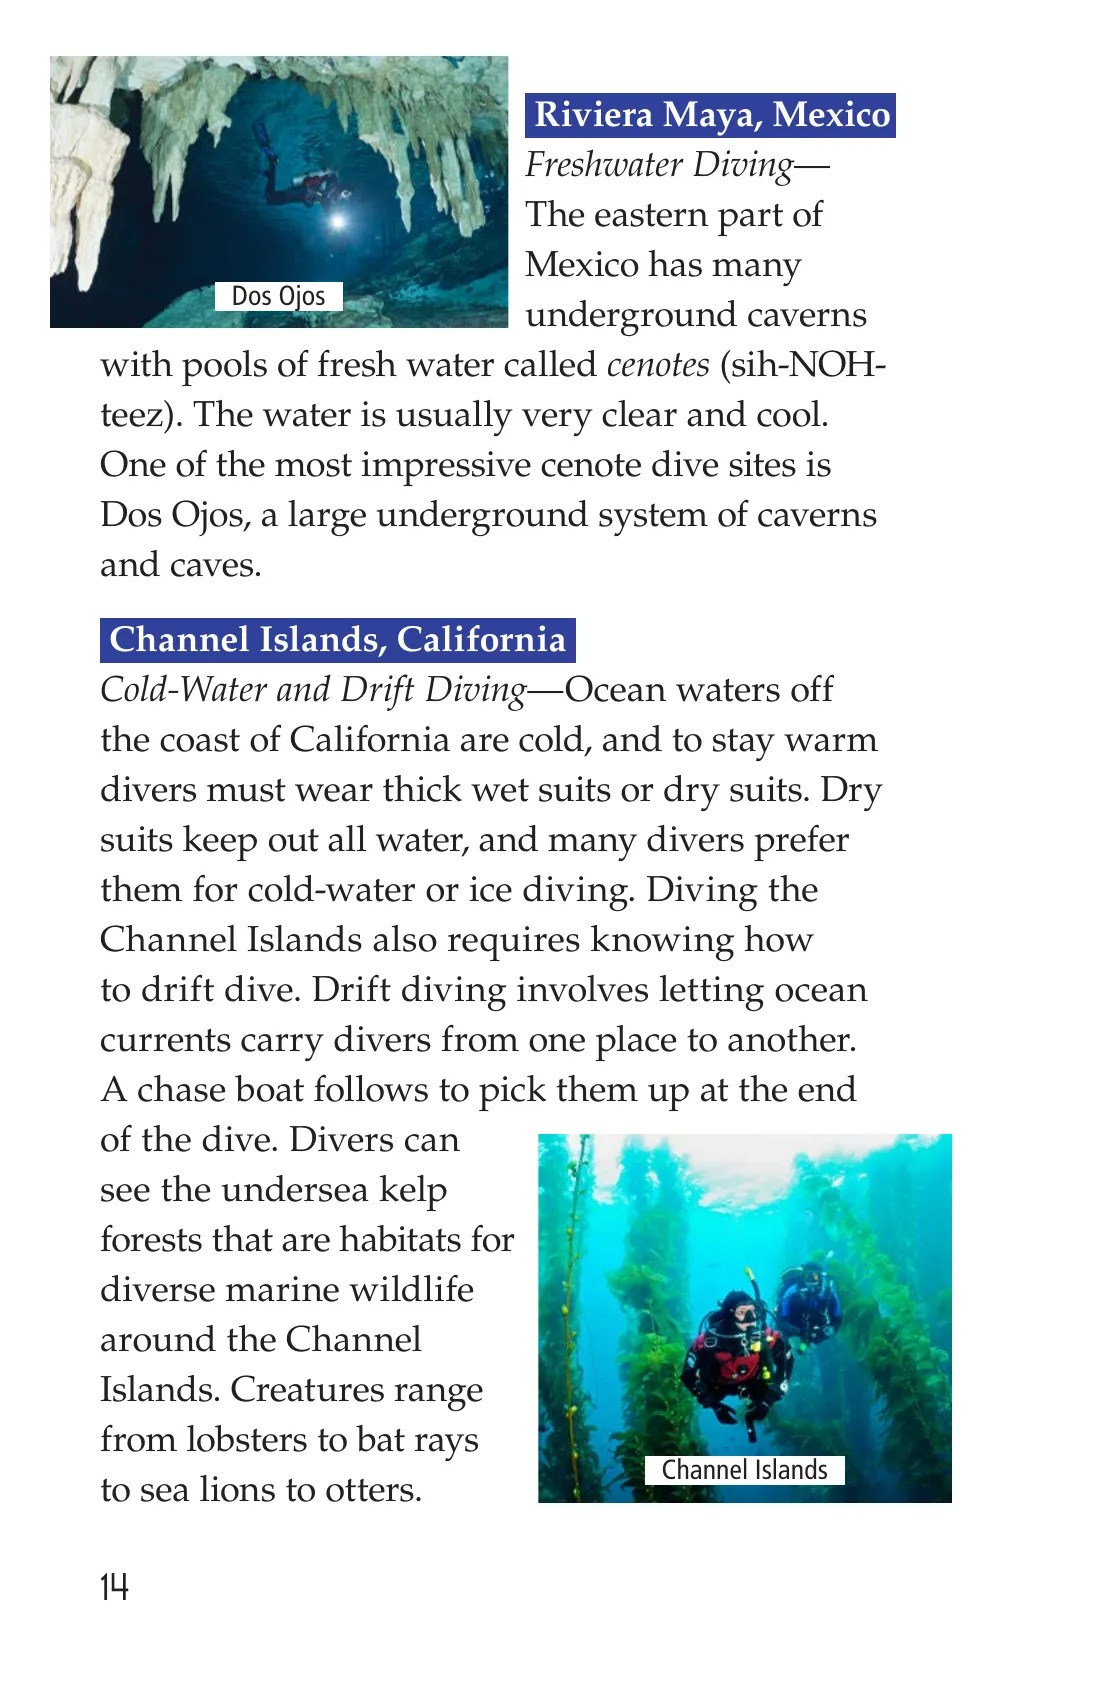 Dos Ojos
Riviera Maya, Mexico
Freshwater Diving—
The eastern part of
Mexico has many
underground caverns
with pools of fresh water called cenotes (sih-NOH-
teez). The water is usually very clear and cool.
One of the most impressive cenote dive sites is
Dos Ojos, a large underground system of caverns
and caves.
Channel Islands, California
Cold-Water and Drift Diving—Ocean waters off
the coast of California are cold, and to stay warm
divers must wear thick wet suits or dry suits. Dry
suits keep out all water, and many divers prefer
them for cold-water or ice diving. Diving the
Channel Islands also requires knowing how
to drift dive. Drift diving involves letting ocean
currents carry divers from one place to another.
A chase boat follows to pick them up at the end
of the dive. Divers can
see the undersea kelp
forests that are habitats for
diverse marine wildlife
around the Channel
Islands. Creatures range
from lobsters to bat rays
to sea lions to otters.
Channel Islands
14